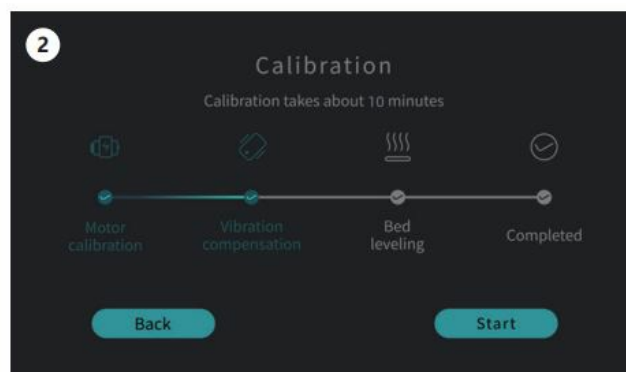 2
Calibration
Calibration takes about 10 minutes
Motor
calibration
Vibration
compensation
Bed
leveling
Completed
Back
Start